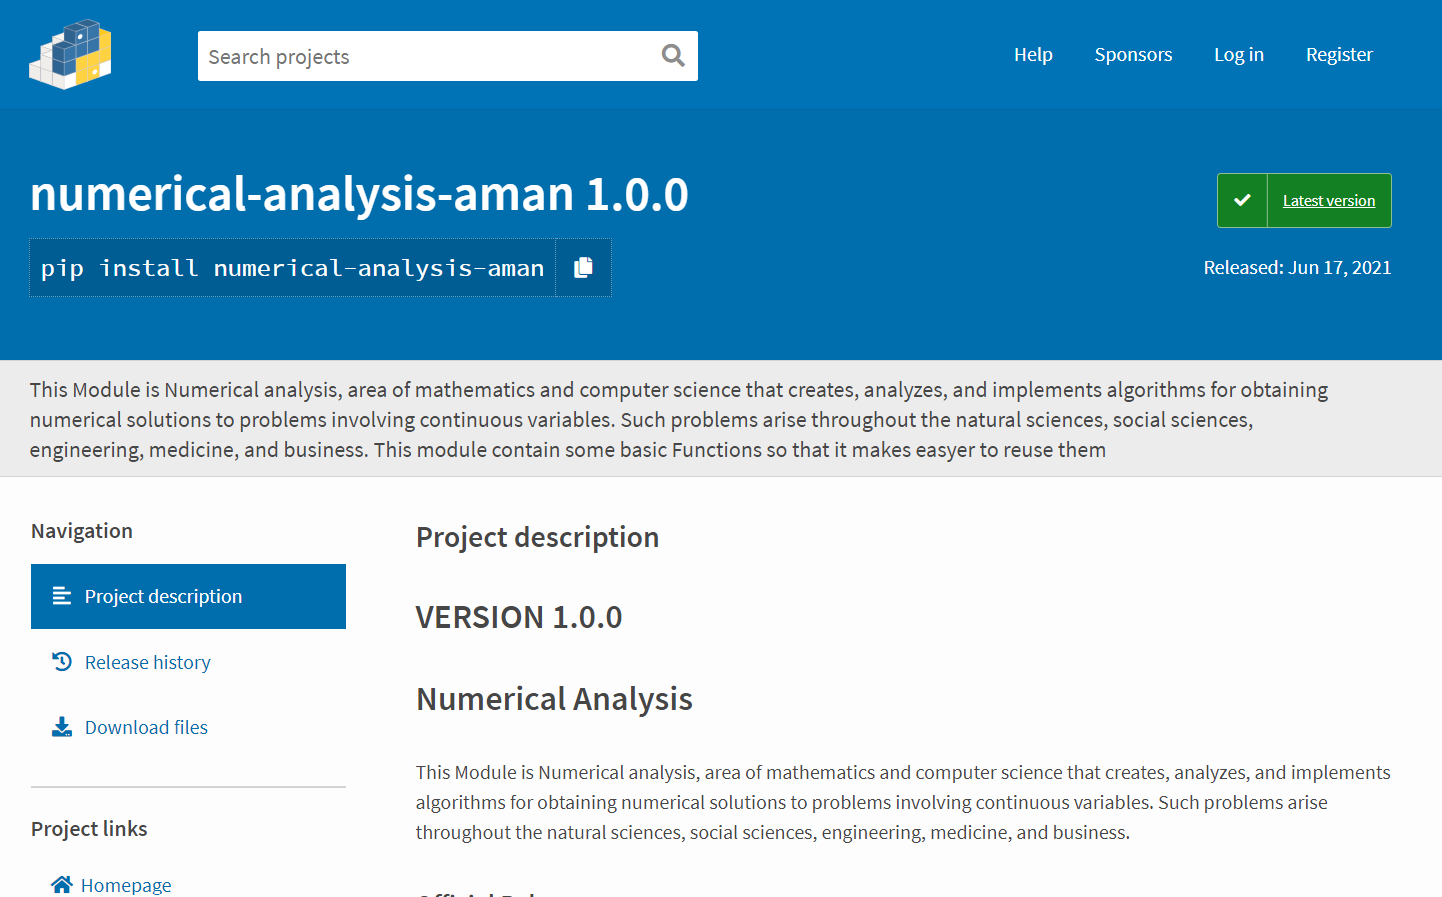 Search projects
Help
Sponsors
Log in
Register
numerical-analysis-aman 1.0.0
pip install numerical-analysis-aman
Latest version
Released: Jun 17, 2021
This Module is Numerical analysis, area of mathematics and computer science that creates, analyzes, and implements algorithms for obtaining
numerical solutions to problems involving continuous variables. Such problems arise throughout the natural sciences, social sciences,
engineering, medicine, and business. This module contain some basic Functions so that it makes easyer to reuse them
Navigation
Project description
Release history
Download files
Project links
Homepage
Project description
VERSION 1.0.0
Numerical Analysis
This Module is Numerical analysis, area of mathematics and computer science that creates, analyzes, and implements
algorithms for obtaining numerical solutions to problems involving continuous variables. Such problems arise
throughout the natural sciences, social sciences, engineering, medicine, and business.